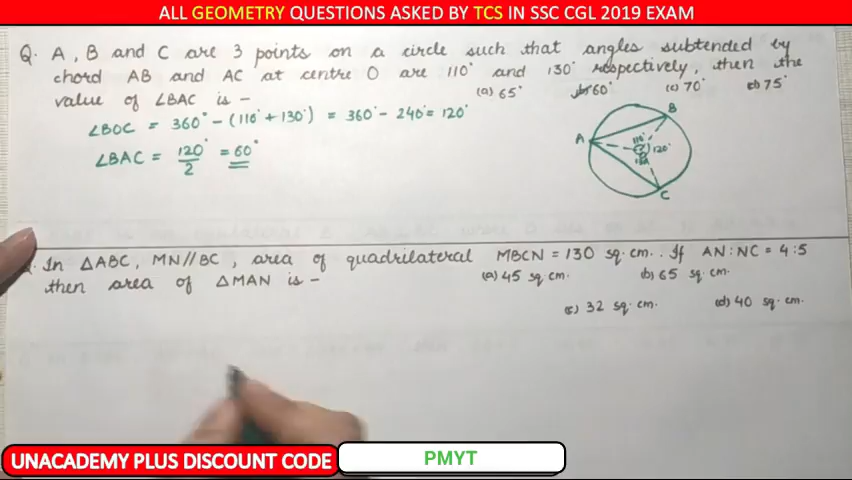 ALL GEOMETRY QUESTIONS ASKED BY TCS IN SSC CGL 2019 EXAM
Q. A, B and C are 3 points on a circle such that angles subtended by
chord AB and AC at centre O are 110° and 130° respectively, then the
value of ∠BAC is -
(a) 65° (b) 60° (c) 70° (d) 75°
∠BOC = 360° - (110° + 130°) = 360° - 240° = 120°
∠BAC = 120°/2 = 60°
A
B
110°
120°
C
In △ABC, MN//BC, area of quadrilateral MBCN = 130 sq.cm. If AN:NC = 4:5
then area of △MAN is -
(a) 45 sq.cm. (b) 65 sq.cm.
(c) 32 sq.cm. (d) 40 sq.cm.
UNACADEMY PLUS DISCOUNT CODE
PMYT